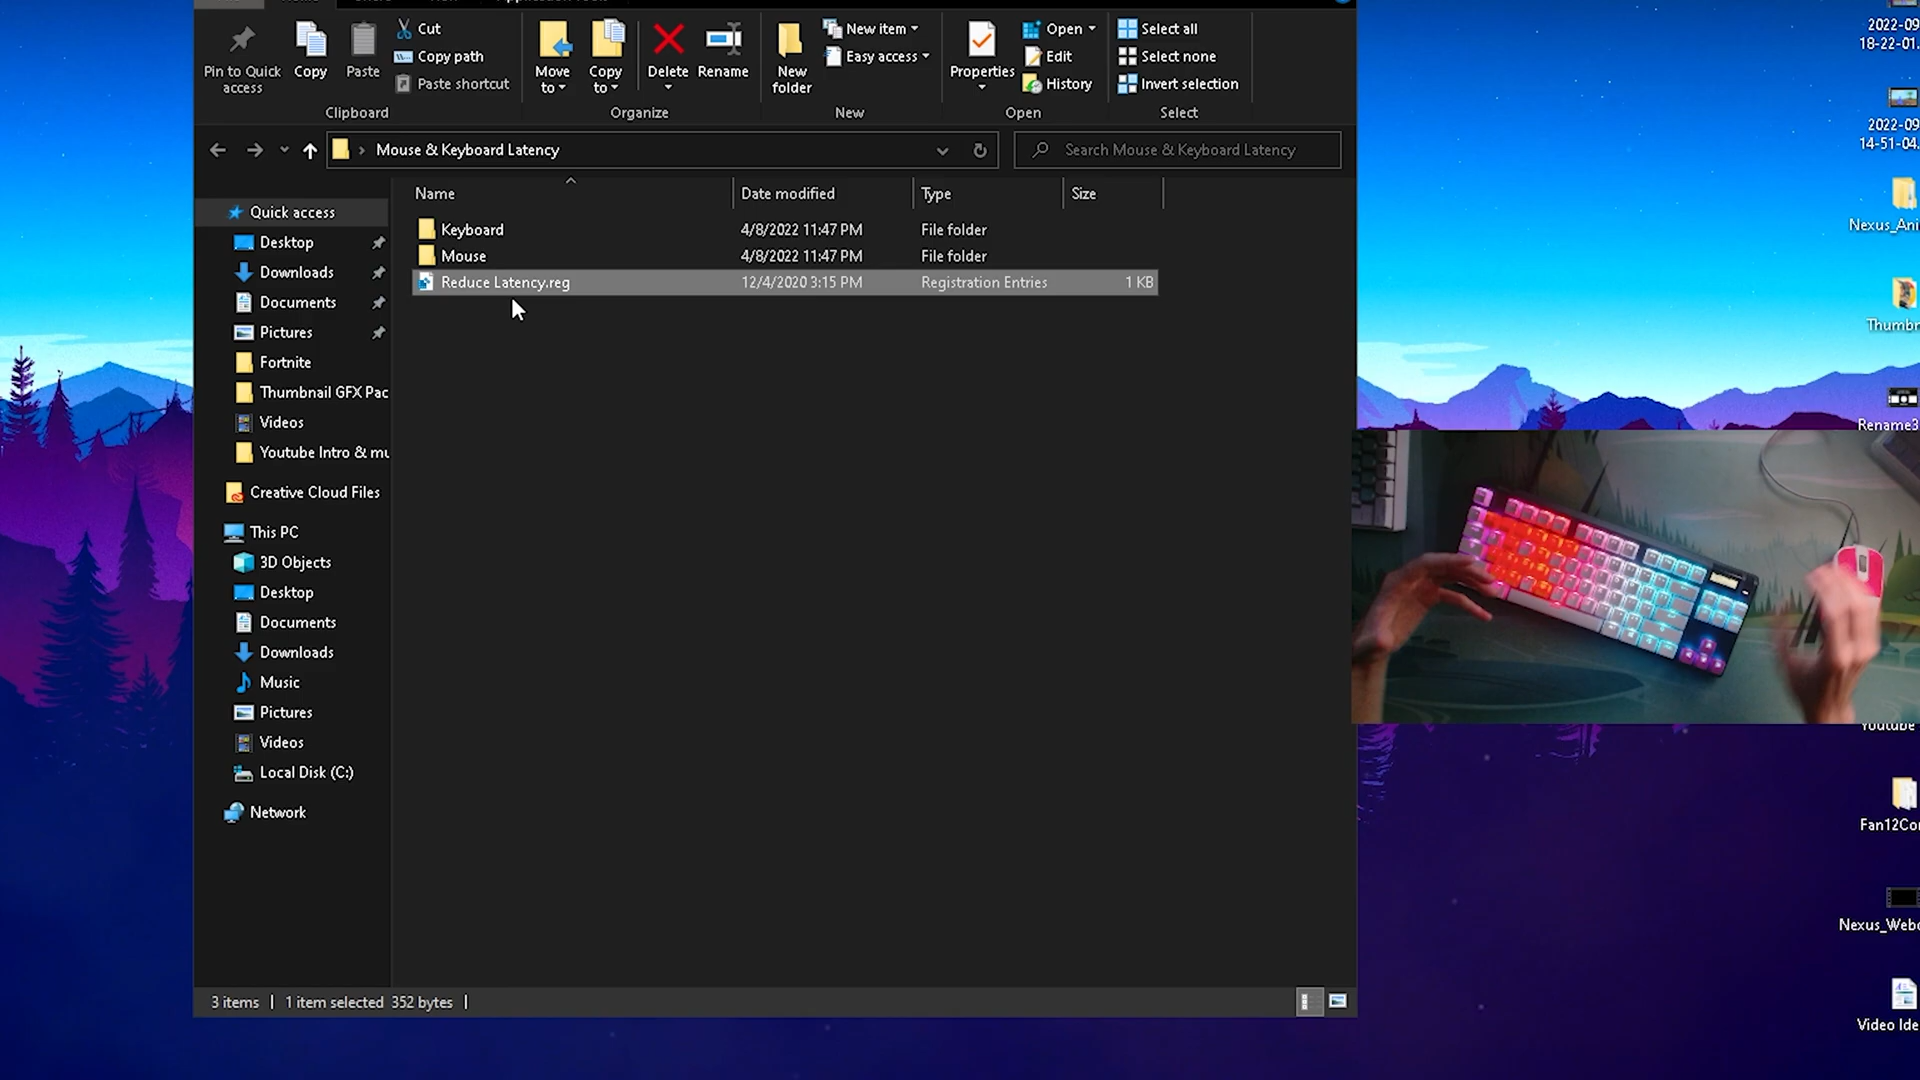 Pin to Quick
access
Copy
Paste
Cut
Copy path
Paste shortcut
Clipboard
Move
to
Copy
to
Delete
Rename
Organize
New
folder
New item
Easy access
New
Properties
Open
Edit
History
Open
Select all
Select none
Invert selection
Select
Mouse & Keyboard Latency
Search Mouse & Keyboard Latency
Name
Date modified
Type
Size
Keyboard
4/8/2022 11:47 PM
File folder
Mouse
4/8/2022 11:47 PM
File folder
Reduce Latency.reg
12/4/2020 3:15 PM
Registration Entries
1 KB
Quick access
Desktop
Downloads
Documents
Pictures
Fortnite
Thumbnail GFX Pac
Videos
Youtube Intro & mu
Creative Cloud Files
This PC
3D Objects
Desktop
Documents
Downloads
Music
Pictures
Videos
Local Disk (C:)
Network
3 items
1 item selected 352 bytes
2022-09
18-22-01.
2022-09
14-51-04.
Nexus_Ani
Thumbn
Rename3
Youtube
Fan12Co
Nexus_Webc
Video Ide